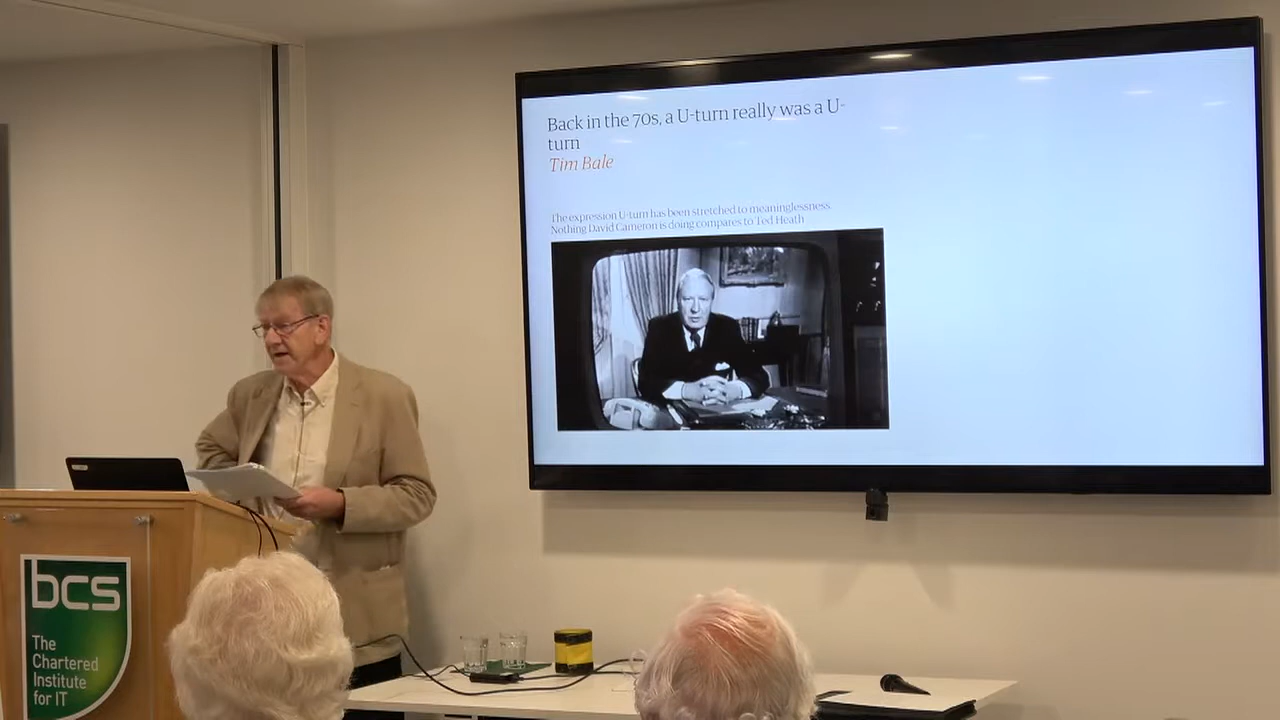 Back in the 70s, a U-turn really was a U-
turn
Tim Bale
The expression U-turn has been stretched to meaninglessness.
Nothing David Cameron is doing compares to Ted Heath
bcs
The
Chartered
Institute
for IT